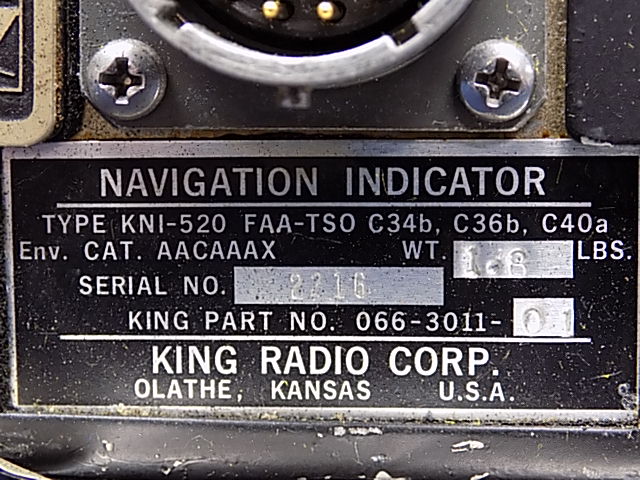 NAVIGATION INDICATOR
TYPE KNI-520 FAA-TSO C34b, C36b, C40a
Env. CAT. AACAAAX WT. 1.8 LBS.
SERIAL NO. 2216
KING PART NO. 066-3011-01
KING RADIO CORP.
OLATHE, KANSAS U.S.A.